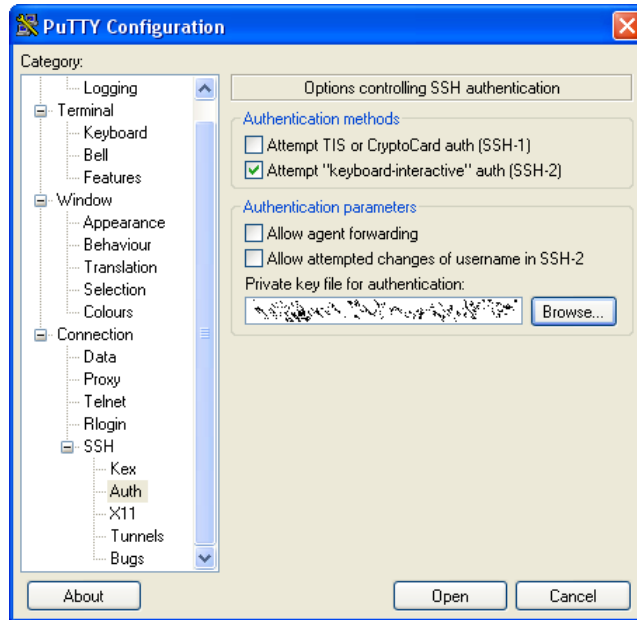 PuTTY Configuration
Category:
Logging
Terminal
Keyboard
Bell
Features
Window
Appearance
Behaviour
Translation
Selection
Colours
Connection
Data
Proxy
Telnet
Rlogin
SSH
Kex
Auth
X11
Tunnels
Bugs
Options controlling SSH authentication
Authentication methods
Attempt TIS or CryptoCard auth (SSH-1)
Attempt "keyboard-interactive" auth (SSH-2)
Authentication parameters
Allow agent forwarding
Allow attempted changes of username in SSH-2
Private key file for authentication:
Browse...
About
Open
Cancel